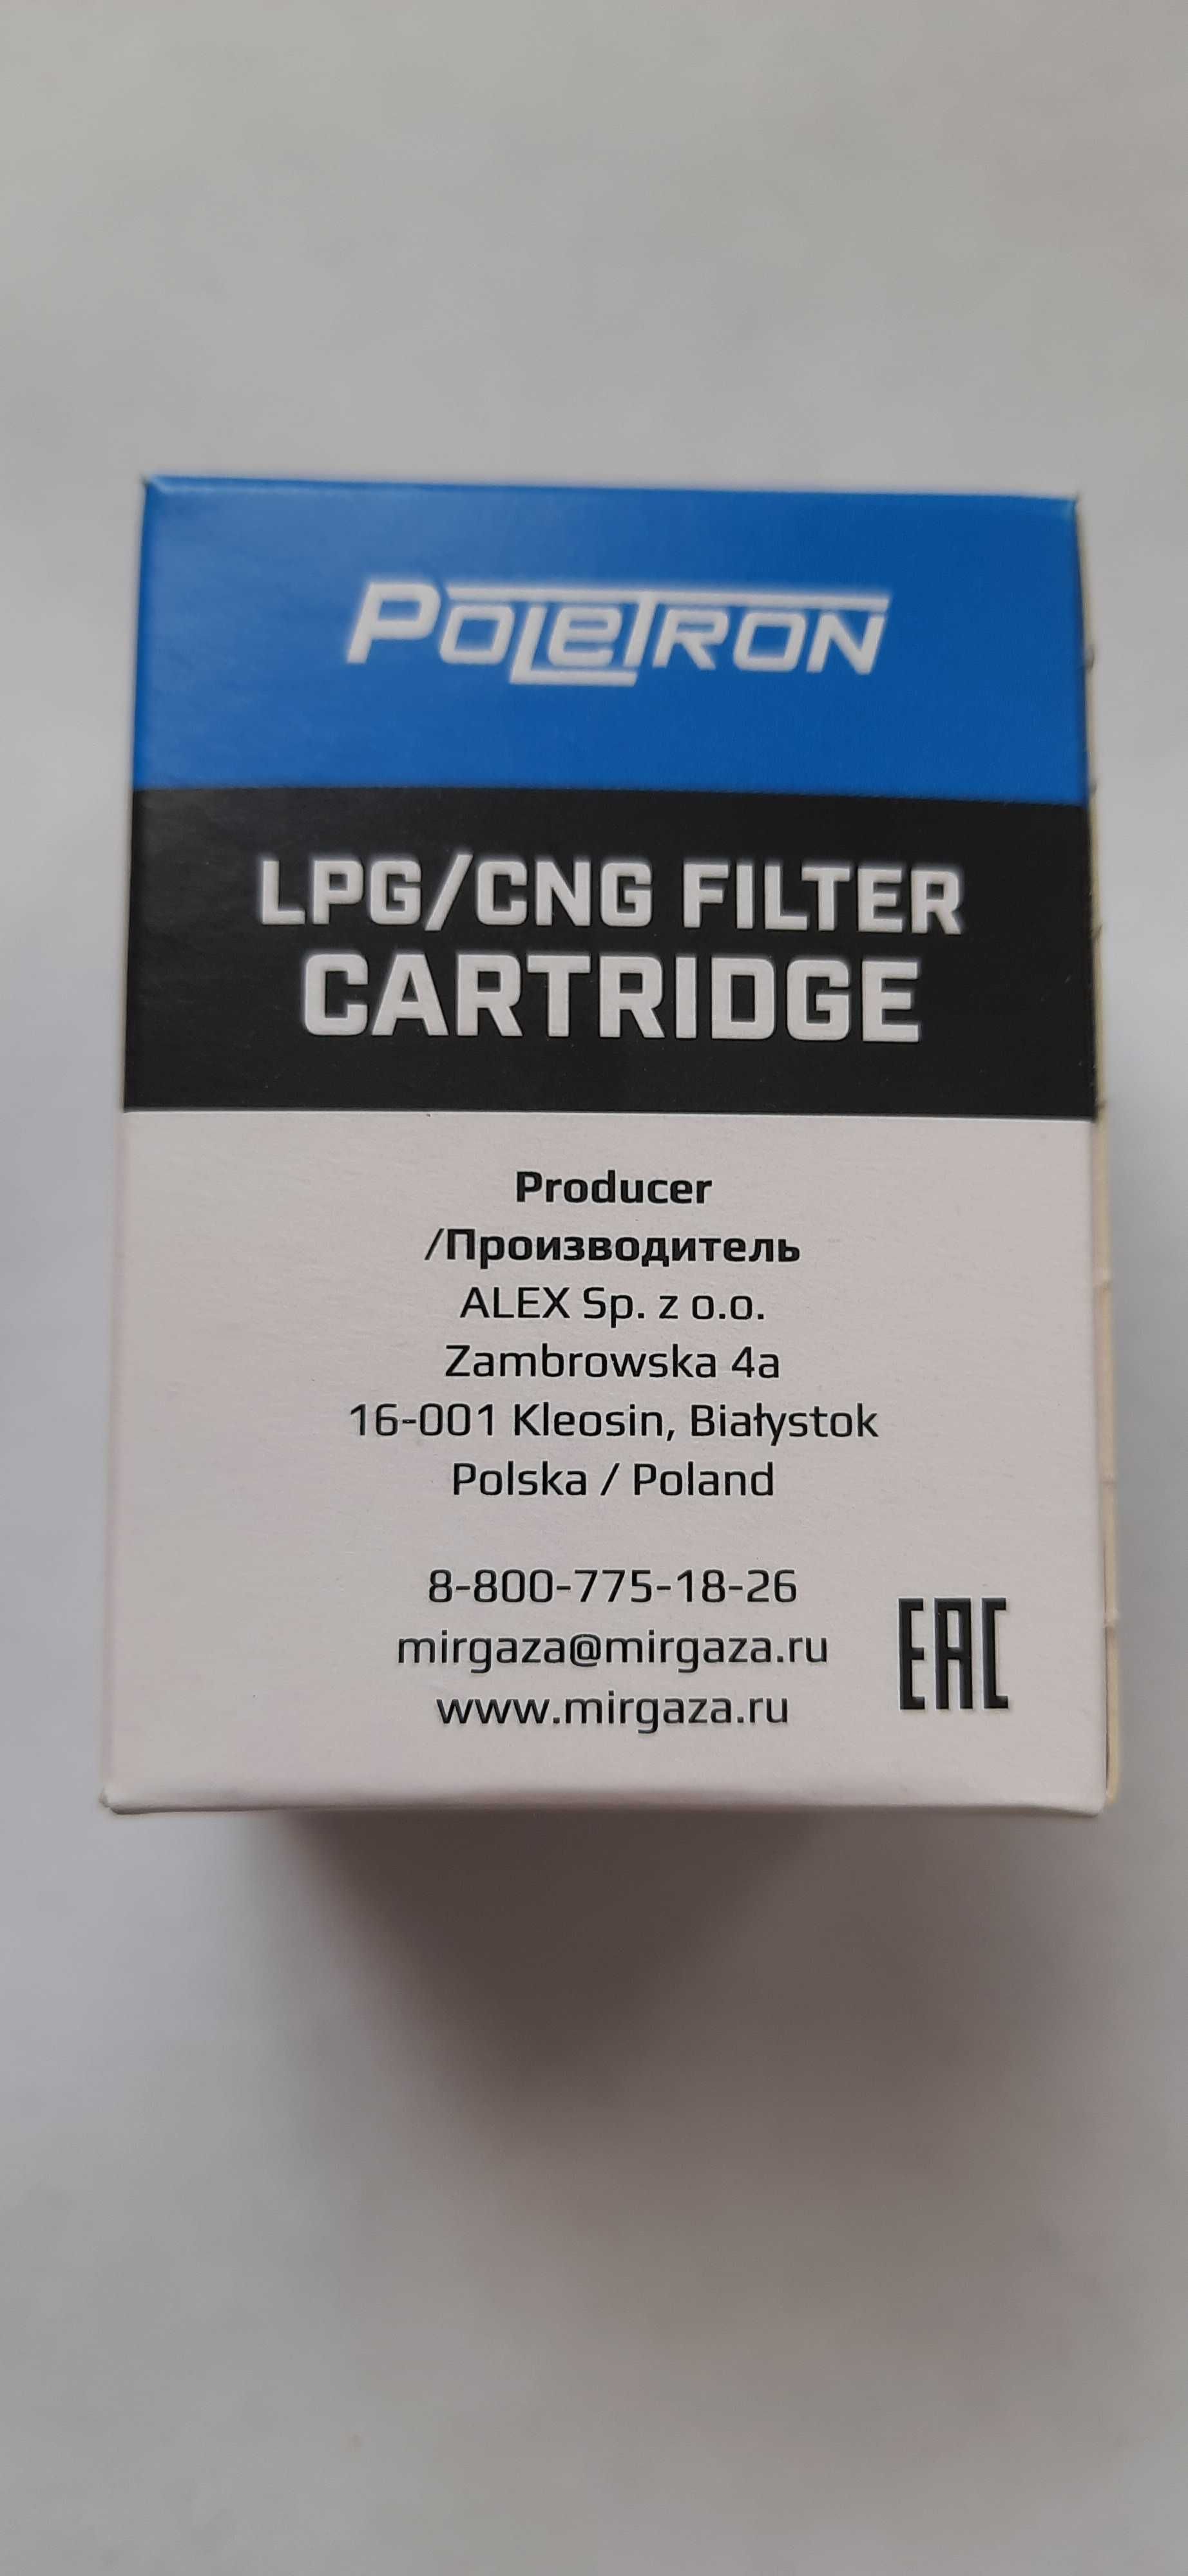 POLETRON
LPG/CNG FILTER
CARTRIDGE
Producer
/Производитель
ALEX Sp. z o.o.
Zambrowska 4a
16-001 Kleosin, Białystok
Polska / Poland
8-800-775-18-26
mirgaza@mirgaza.ru
www.mirgaza.ru
EAC